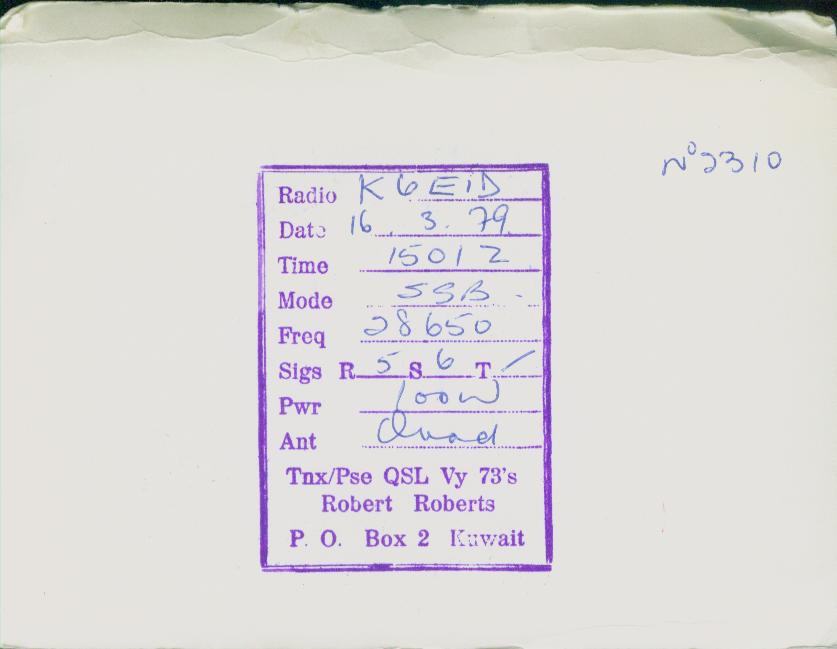 Nº 2310
Radio K6EiD
Date 16. 3. 79.
Time 1501Z
Mode SSB.
Freq 28650
Sigs R 5 S 6 T /
Pwr 100W
Ant Quad
Tnx/Pse QSL Vy 73's
Robert Roberts
P. O. Box 2 Kuwait